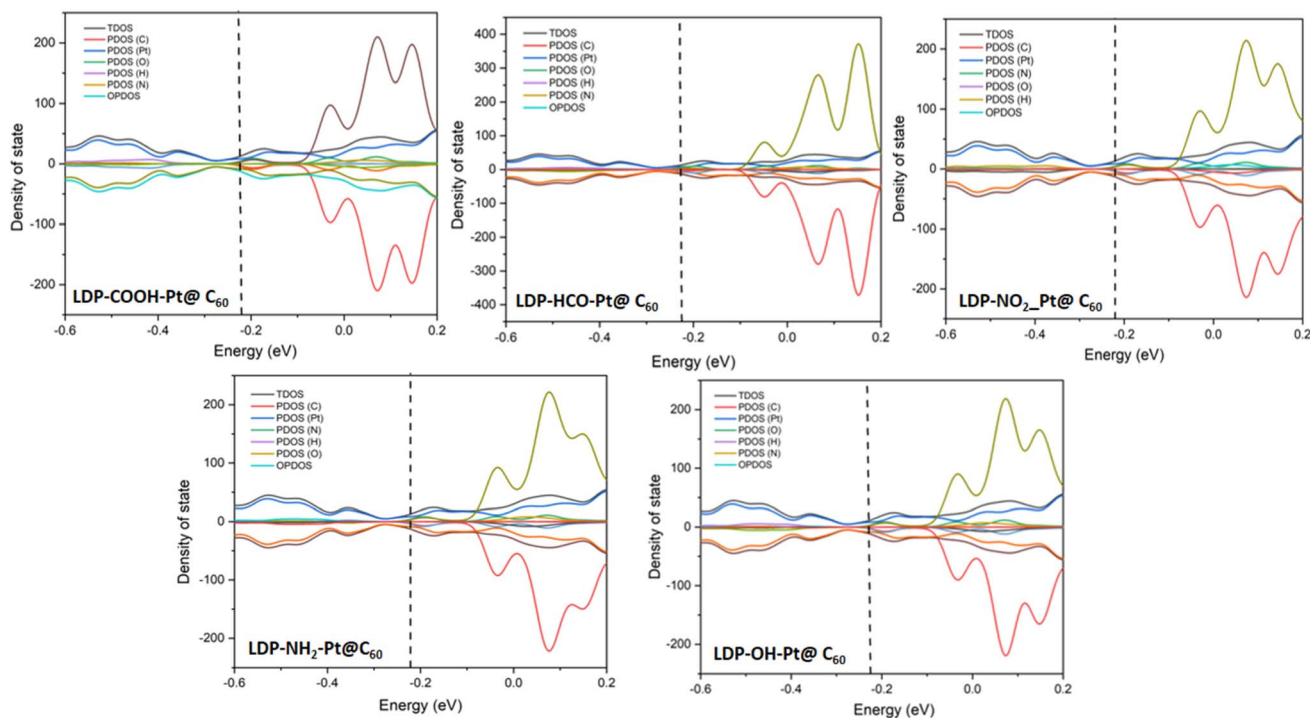 Density of state
200
100
0
-100
-200
TDOS
PDOS (C)
PDOS (Pt)
PDOS (O)
PDOS (H)
PDOS (N)
OPDOS
LDP-COOH-Pt@ C60
-0.6
-0.4
-0.2
0.0
0.2
Energy (eV)
Density of state
400
300
200
100
0
-100
-200
-300
-400
TDOS
PDOS (C)
PDOS (Pt)
PDOS (O)
PDOS (H)
PDOS (N)
OPDOS
LDP-HCO-Pt@ C60
-0.6
-0.4
-0.2
0.0
0.2
Energy (eV)
Density of state
200
100
0
-100
-200
TDOS
PDOS (C)
PDOS (Pt)
PDOS (N)
PDOS (O)
PDOS (H)
OPDOS
LDP-NO2_Pt@ C60
-0.6
-0.4
-0.2
0.0
0.2
Energy (eV)
Density of state
200
100
0
-100
-200
TDOS
PDOS (C)
PDOS (Pt)
PDOS (N)
PDOS (H)
PDOS (O)
OPDOS
LDP-NH2-Pt@C60
-0.6
-0.4
-0.2
0.0
0.2
Energy (eV)
Density of state
200
100
0
-100
-200
TDOS
PDOS (C)
PDOS (Pt)
PDOS (O)
PDOS (H)
PDOS (N)
OPDOS
LDP-OH-Pt@ C60
-0.6
-0.4
-0.2
0.0
0.2
Energy (eV)